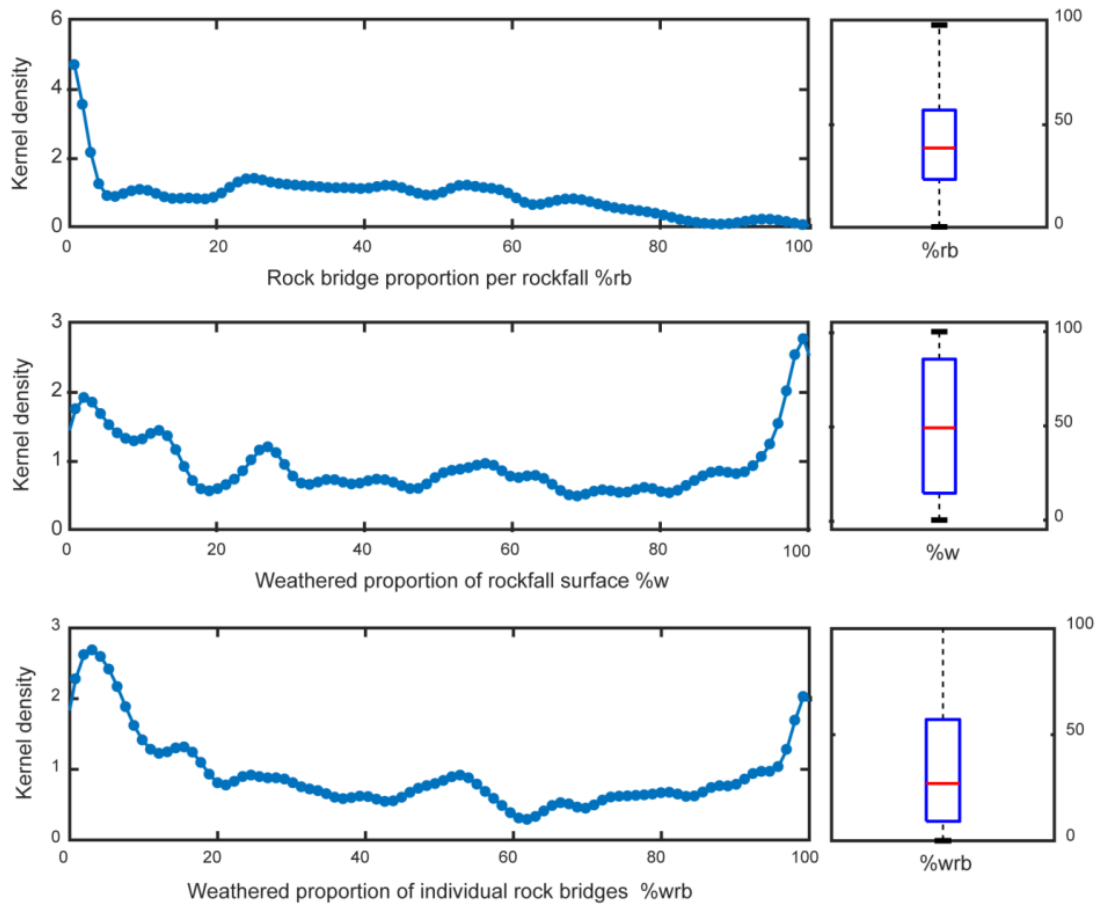 6
4
2
0
Kernel density
0 20 40 60 80 100
Rock bridge proportion per rockfall %rb
100
50
0
%rb
3
2
1
0
Kernel density
0 20 40 60 80 100
Weathered proportion of rockfall surface %w
100
50
0
%w
3
2
1
0
Kernel density
0 20 40 60 80 100
Weathered proportion of individual rock bridges %wrb
100
50
0
%wrb